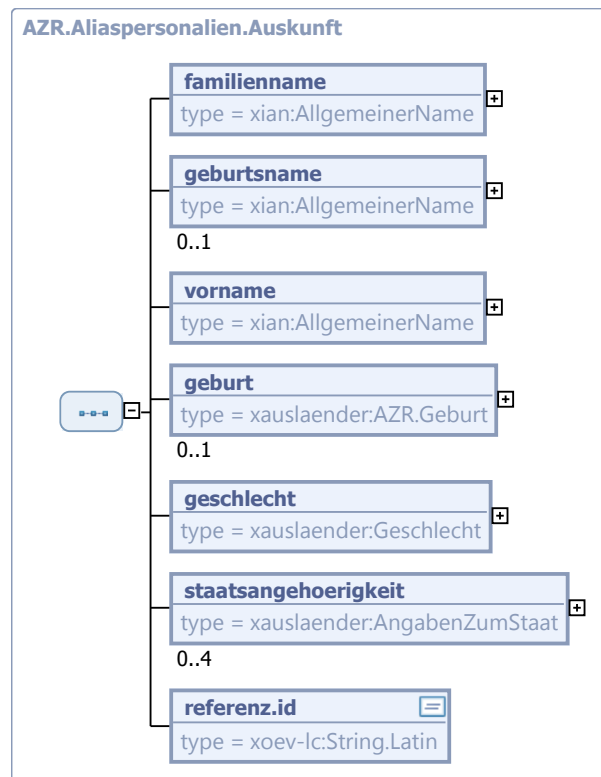 AZR.Aliaspersonalien.Auskunft
familienname
type = xian:AllgemeinerName
geburtsname
type = xian:AllgemeinerName
0..1
vorname
type = xian:AllgemeinerName
geburt
type = xauslaender:AZR.Geburt
0..1
geschlecht
type = xauslaender:Geschlecht
staatsangehoerigkeit
type = xauslaender:AngabenZumStaat
0..4
referenz.id
type = xoev-lc:String.Latin